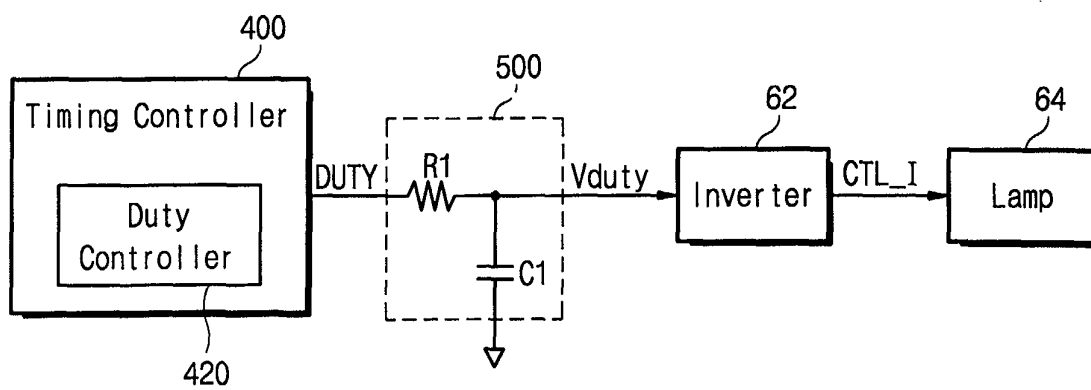 400
Timing Controller
Duty
Controller
420
DUTY
500
R1
C1
Vduty
62
Inverter
CTL_I
64
Lamp